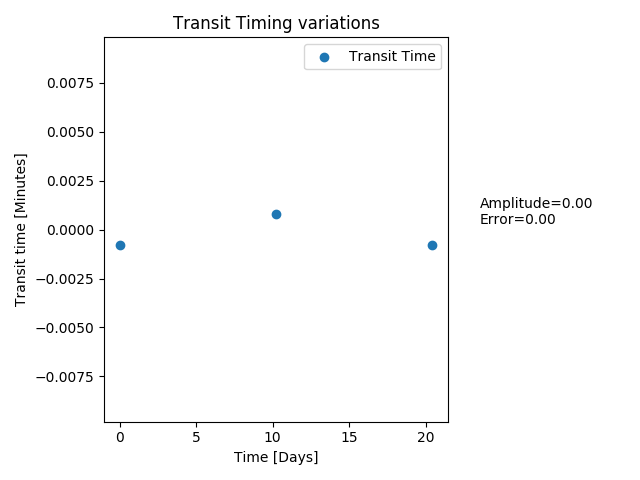 Transit Timing variations
Transit Time
0.0075
0.0050
0.0025
0.0000
−0.0025
−0.0050
−0.0075
Transit time [Minutes]
Amplitude=0.00
Error=0.00
0 5 10 15 20
Time [Days]